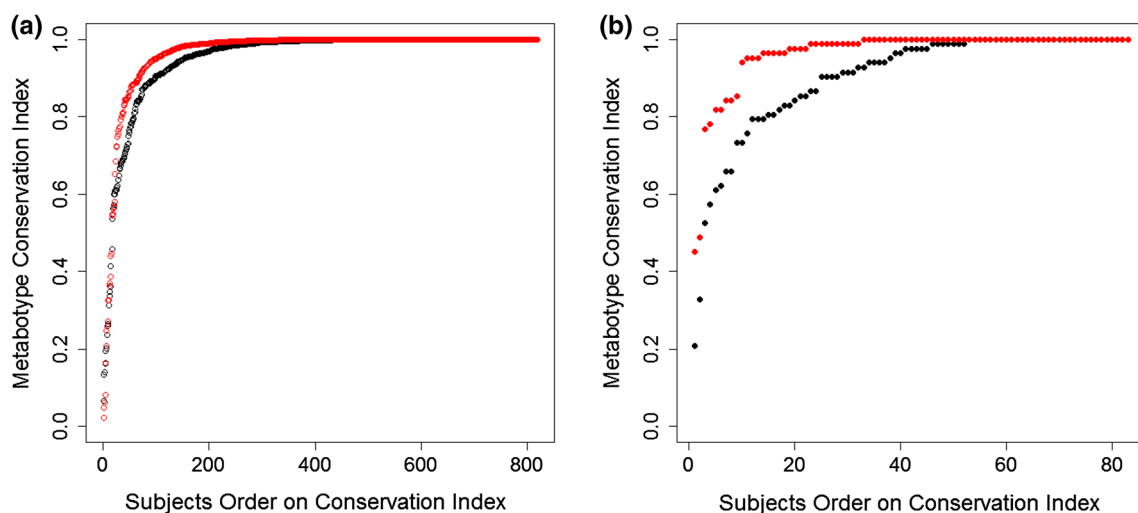 (a)
Metabotype Conservation Index
1.0
0.8
0.6
0.4
0.2
0.0
0 200 400 600 800
Subjects Order on Conservation Index
(b)
Metabotype Conservation Index
1.0
0.8
0.6
0.4
0.2
0.0
0 20 40 60 80
Subjects Order on Conservation Index